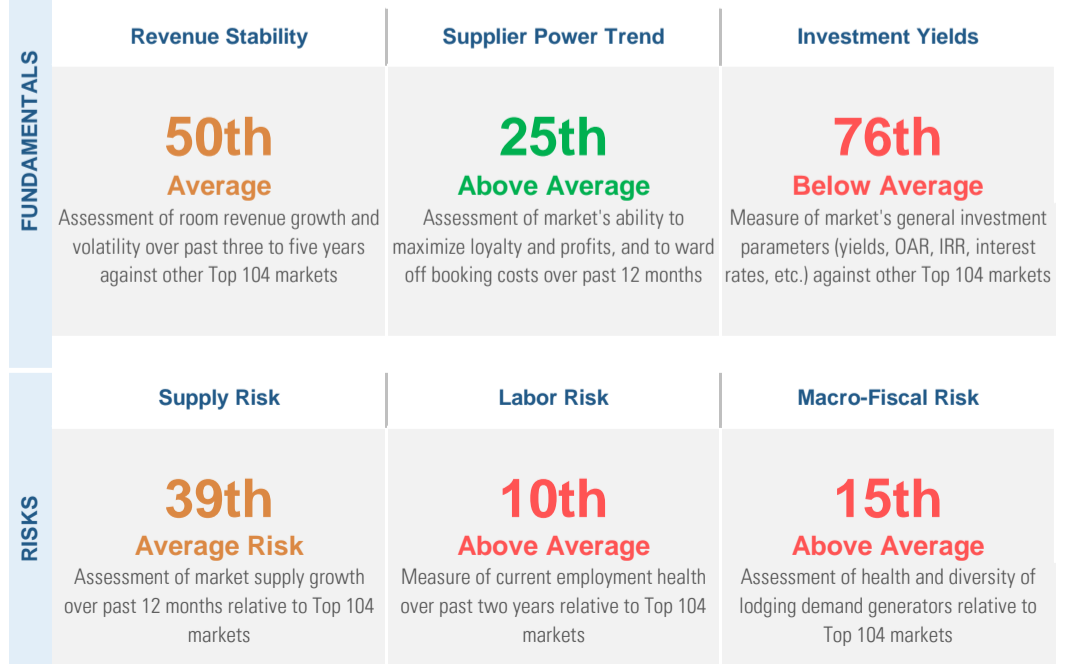 FUNDAMENTALS
Revenue Stability
50th
Average
Assessment of room revenue growth and
volatility over past three to five years
against other Top 104 markets
Supplier Power Trend
25th
Above Average
Assessment of market's ability to
maximize loyalty and profits, and to ward
off booking costs over past 12 months
Investment Yields
76th
Below Average
Measure of market's general investment
parameters (yields, OAR, IRR, interest
rates, etc.) against other Top 104 markets
RISKS
Supply Risk
39th
Average Risk
Assessment of market supply growth
over past 12 months relative to Top 104
markets
Labor Risk
10th
Above Average
Measure of current employment health
over past two years relative to Top 104
markets
Macro-Fiscal Risk
15th
Above Average
Assessment of health and diversity of
lodging demand generators relative to
Top 104 markets